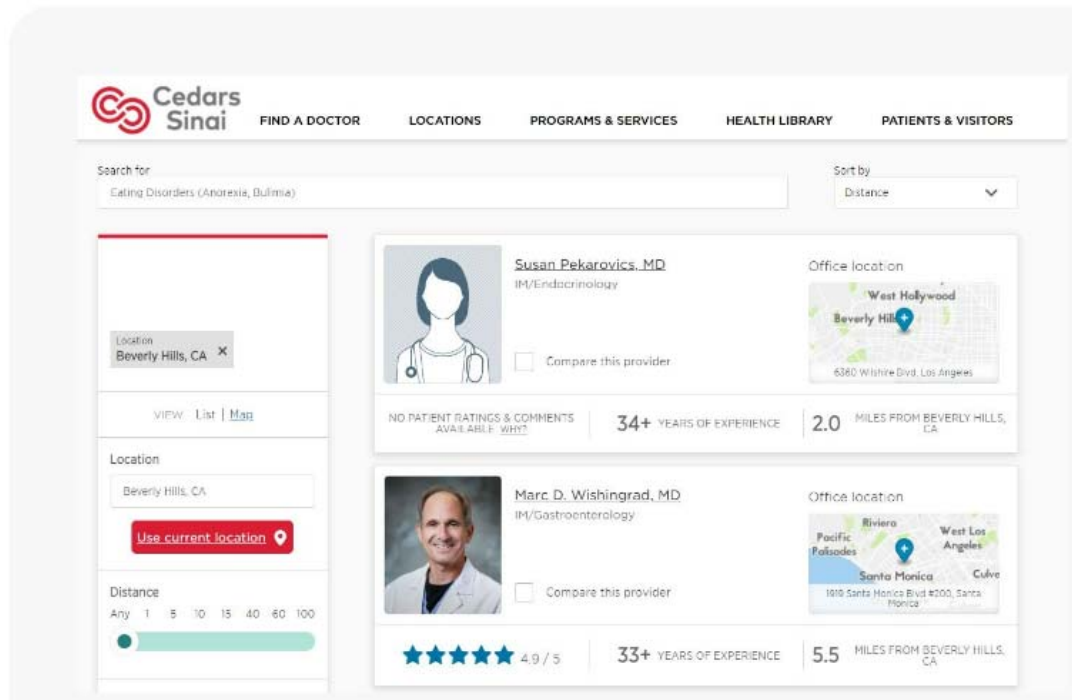 Cedars
Sinai
FIND A DOCTOR
LOCATIONS
PROGRAMS & SERVICES
HEALTH LIBRARY
PATIENTS & VISITORS
Search for
Eating Disorders (Anorexia, Bulimia)
Sort by
Distance
Location
Beverly Hills, CA ×
VIEW List | Map
Location
Beverly Hills, CA
Use current location
Distance
Any 1 5 10 15 40 60 100
Susan Pekarovics, MD
IM/Endocrinology
Compare this provider
Office location
West Hollywood
Beverly Hill
6360 Wilshire Blvd, Los Angeles
NO PATIENT RATINGS & COMMENTS
AVAILABLE WHY?
34+ YEARS OF EXPERIENCE
2.0 MILES FROM BEVERLY HILLS,
CA
Marc D. Wishingrad, MD
IM/Gastroenterology
Compare this provider
Office location
Riviera
Pacific
Palisades
West Los
Angeles
Santa Monica
Culve
1919 Santa Monica Blvd #200, Santa
Monica
4.9 / 5
33+ YEARS OF EXPERIENCE
5.5 MILES FROM BEVERLY HILLS,
CA